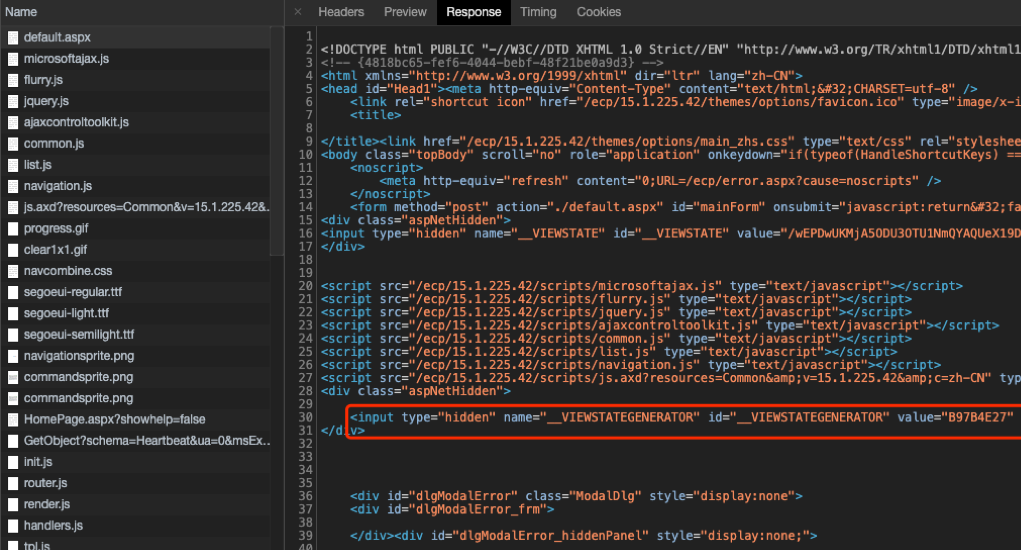 Name
× Headers Preview Response Timing Cookies
default.aspx
microsoftajax.js
flurry.js
jquery.js
ajaxcontroltoolkit.js
common.js
list.js
navigation.js
js.axd?resources=Common&v=15.1.225.42&..
progress.gif
clear1x1.gif
navcombine.css
segoeui-regular.ttf
segoeui-light.ttf
segoeui-semilight.ttf
navigationsprite.png
commandsprite.png
commandsprite.png
HomePage.aspx?showhelp=false
GetObject?schema=Heartbeat&ua=0&msEx...
init.js
router.js
render.js
handlers.js
tpl.js
1
2 <!DOCTYPE html PUBLIC "-//W3C//DTD XHTML 1.0 Strict//EN" "http://www.w3.org/TR/xhtml1/DTD/xhtml1
3 <!-- {4818bc65-fef6-4044-bebf-48f21be0a9d3} -->
4 <html xmlns="http://www.w3.org/1999/xhtml" dir="ltr" lang="zh-CN">
5 <head id="Head1"><meta http-equiv="Content-Type" content="text/html;&#32;CHARSET=utf-8" />
6 <link rel="shortcut icon" href="/ecp/15.1.225.42/themes/options/favicon.ico" type="image/x-i
7 <title>
8
9 </title><link href="/ecp/15.1.225.42/themes/options/main_zhs.css" type="text/css" rel="styleshee
10 <body class="topBody" scroll="no" role="application" onkeydown="if(typeof(HandleShortcutKeys) ==
11 <noscript>
12 <meta http-equiv="refresh" content="0;URL=/ecp/error.aspx?cause=noscripts" />
13 </noscript>
14 <form method="post" action="./default.aspx" id="mainForm" onsubmit="javascript:return&#32;fa
15 <div class="aspNetHidden">
16 <input type="hidden" name="__VIEWSTATE" id="__VIEWSTATE" value="/wEPDwUKMjA5ODU3OTU1NmQYAQUeX19D
17 </div>
18
19
20 <script src="/ecp/15.1.225.42/scripts/microsoftajax.js" type="text/javascript"></script>
21 <script src="/ecp/15.1.225.42/scripts/flurry.js" type="text/javascript"></script>
22 <script src="/ecp/15.1.225.42/scripts/jquery.js" type="text/javascript"></script>
23 <script src="/ecp/15.1.225.42/scripts/ajaxcontroltoolkit.js" type="text/javascript"></script>
24 <script src="/ecp/15.1.225.42/scripts/common.js" type="text/javascript"></script>
25 <script src="/ecp/15.1.225.42/scripts/list.js" type="text/javascript"></script>
26 <script src="/ecp/15.1.225.42/scripts/navigation.js" type="text/javascript"></script>
27 <script src="/ecp/15.1.225.42/scripts/js.axd?resources=Common&amp;v=15.1.225.42&amp;c=zh-CN" typ
28 <div class="aspNetHidden">
29
30 <input type="hidden" name="__VIEWSTATEGENERATOR" id="__VIEWSTATEGENERATOR" value="B97B4E27"
31 </div>
32
33
34
35
36 <div id="dlgModalError" class="ModalDlg" style="display:none">
37 <div id="dlgModalError_frm">
38
39 </div><div id="dlgModalError_hiddenPanel" style="display:none;">
40